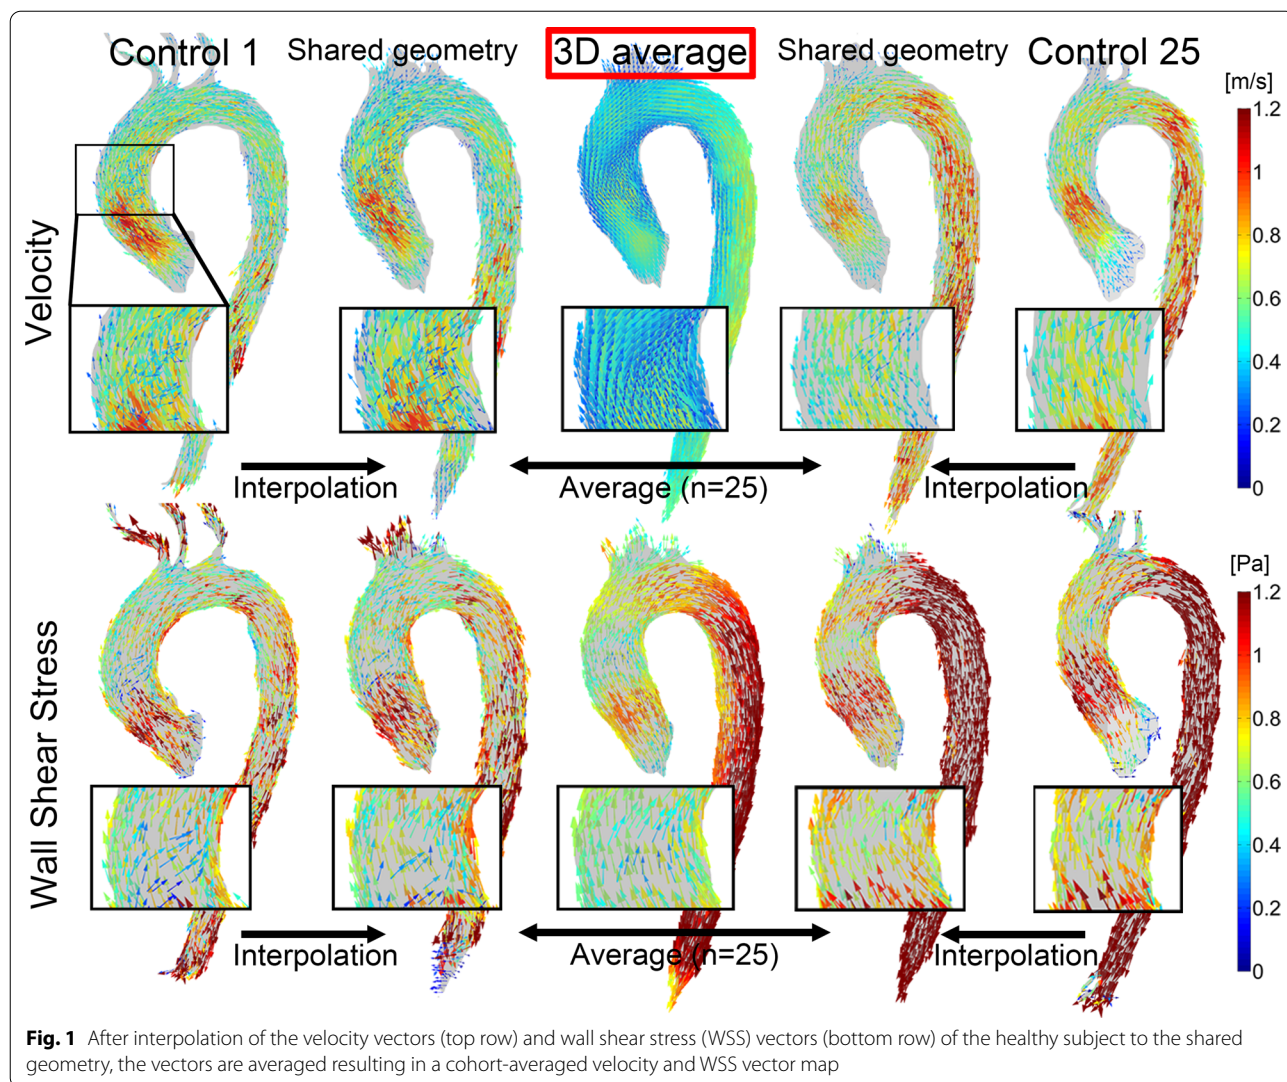 Control 1
Shared geometry
3D average
Shared geometry
Control 25
[m/s]
1.2
1
0.8
0.6
0.4
0.2
0
Velocity
Interpolation
Average (n=25)
Interpolation
[Pa]
1.2
1
0.8
0.6
0.4
0.2
0
Wall Shear Stress
Interpolation
Average (n=25)
Interpolation
Fig. 1 After interpolation of the velocity vectors (top row) and wall shear stress (WSS) vectors (bottom row) of the healthy subject to the shared
geometry, the vectors are averaged resulting in a cohort-averaged velocity and WSS vector map